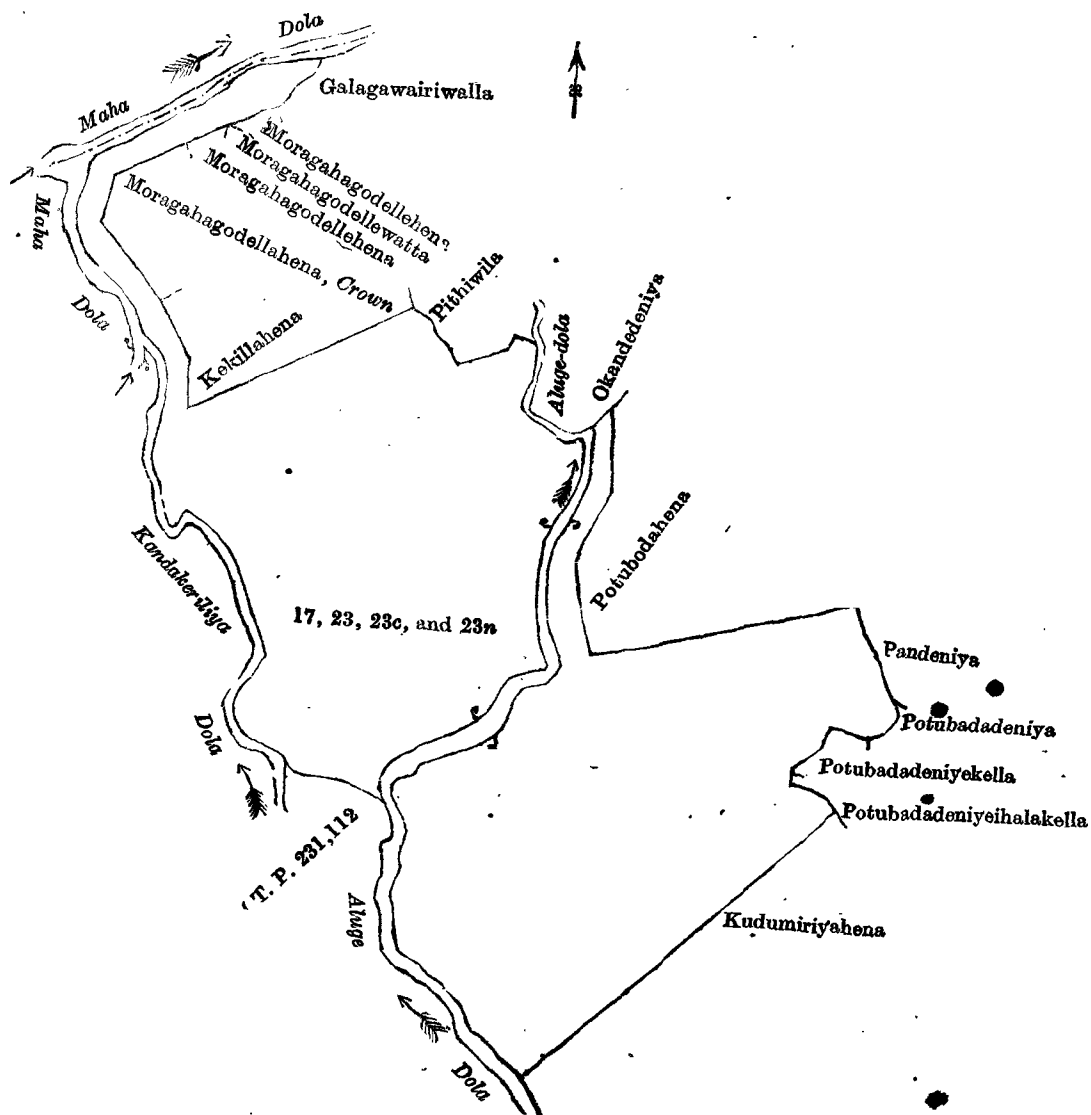 Dola
Maha
Galagawairiwalla
Moragahagodellehena
Moragahagodellewatta
Moragahagodellehena
Moragahagodellahena, Crown
Maha
Dola
Kekillahena
Pithiwila
Aluge-dola
Okandedeniya
Potubodahena
Kandakeriliya
17, 23, 23c, and 23n
Pandeniya
Potubadadeniya
Potubadadeniyekella
Potubadadeniyeihalakella
Dola
T. P. 231,112
Aluge
Kudumiriyahena
Dola